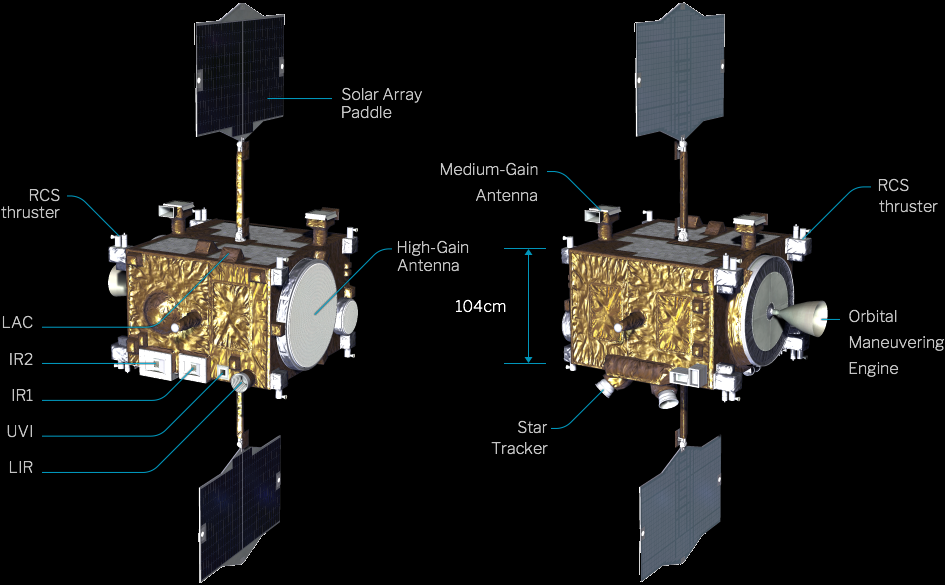 Solar Array
Paddle
RCS
thruster
High-Gain
Antenna
LAC
IR2
IR1
UVI
LIR
Medium-Gain
Antenna
RCS
thruster
104cm
Orbital
Maneuvering
Engine
Star
Tracker